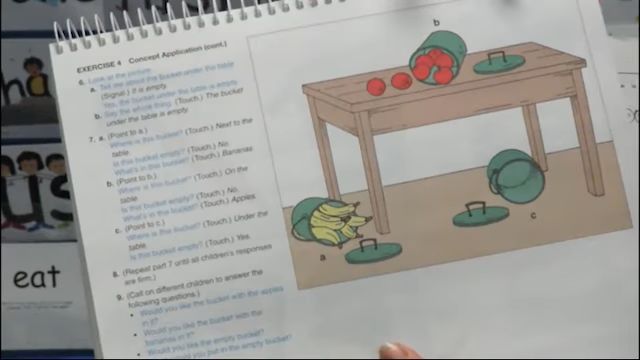 EXERCISE 4 Concept Application (cont.)
6. Look at the picture.
a. Tell me about the bucket under the table.
(Signal.) It is empty.
Yes, the bucket under the table is empty.
b. Say the whole thing. (Touch.) The bucket
under the table is empty.
7. a. (Point to a.)
Where is this bucket? (Touch.) Next to the
table.
Is this bucket empty? (Touch.) No.
What's in this bucket? (Touch.) Bananas.
b. (Point to b.)
Where is this bucket? (Touch.) On the
table.
Is this bucket empty? (Touch.) No.
What's in this bucket? (Touch.) Apples.
c. (Point to c.)
Where is this bucket? (Touch.) Under the
table.
Is this bucket empty? (Touch.) Yes.
8. (Repeat part 7 until all children's responses
are firm.)
9. (Call on different children to answer the
following questions.)
• Would you like the bucket with the apples
in it?
• Would you like the bucket with the
bananas in it?
• Would you like the empty bucket?
you put in the empty bucket?
b
a
c
us
eat